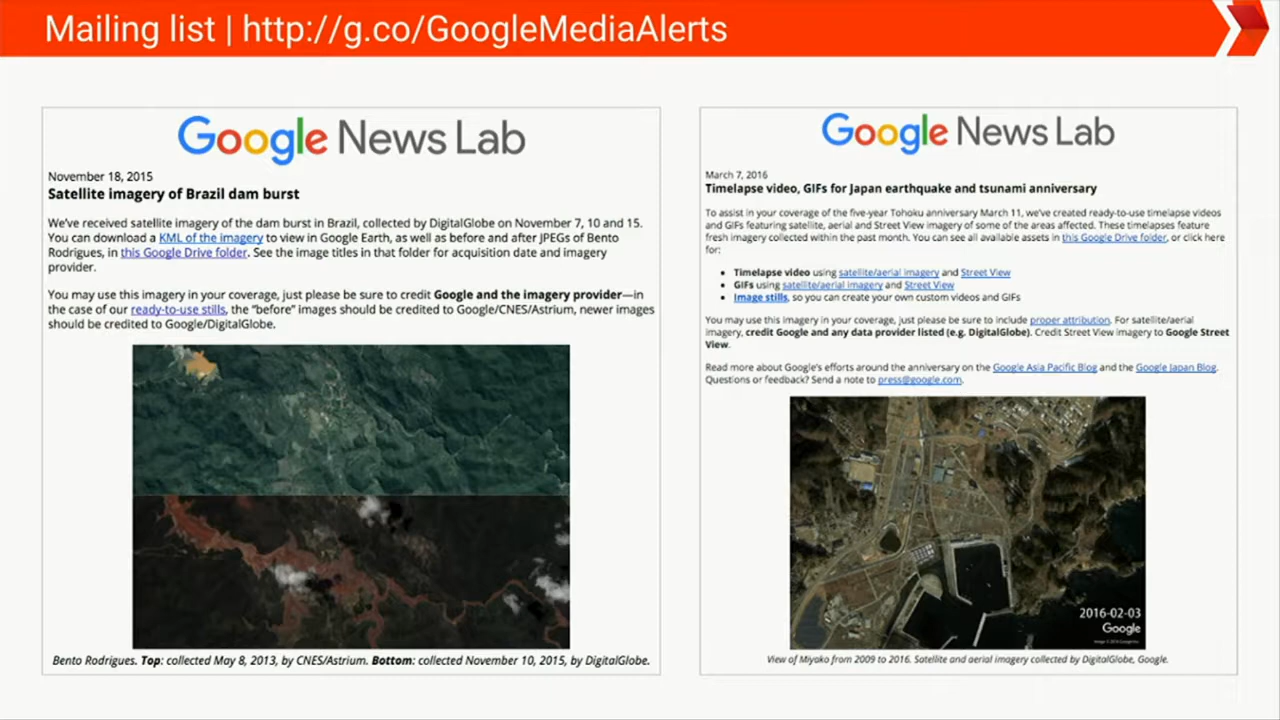 Mailing list | http://g.co/GoogleMediaAlerts
Google News Lab
November 18, 2015
Satellite imagery of Brazil dam burst
We've received satellite imagery of the dam burst in Brazil, collected by DigitalGlobe on November 7, 10 and 15.
You can download a KML of the imagery to view in Google Earth, as well as before and after JPEGs of Bento
Rodrigues, in this Google Drive folder. See the image titles in that folder for acquisition date and imagery
provider.
You may use this imagery in your coverage, just please be sure to credit Google and the imagery provider—in
the case of our ready-to-use stills, the “before” images should be credited to Google/CNES/Astrium, newer images
should be credited to Google/DigitalGlobe.
Bento Rodrigues. Top: collected May 8, 2013, by CNES/Astrium. Bottom: collected November 10, 2015, by DigitalGlobe.
Google News Lab
March 7, 2016
Timelapse video, GIFs for Japan earthquake and tsunami anniversary
To assist in your coverage of the five-year Tohoku anniversary March 11, we've created ready-to-use timelapse videos
and GIFs featuring satellite, aerial and Street View imagery of some of the areas affected. These timelapses feature
fresh imagery collected within the past month. You can see all available assets in this Google Drive folder, or click here
for:
• Timelapse video using satellite/aerial imagery and Street View
• GIFs using satellite/aerial imagery and Street View
• Image stills, so you can create your own custom videos and GIFs
You may use this imagery in your coverage, just please be sure to include proper attribution. For satellite/aerial
imagery, credit Google and any data provider listed (e.g. DigitalGlobe). Credit Street View imagery to Google Street
View.
Read more about Google's efforts around the anniversary on the Google Asia Pacific Blog and the Google Japan Blog.
Questions or feedback? Send a note to press@google.com.
2016-02-03
Google
View of Miyako from 2009 to 2016. Satellite and aerial imagery collected by DigitalGlobe, Google.